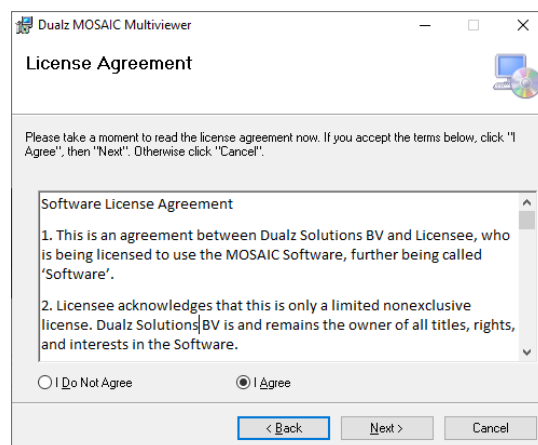 Dualz MOSAIC Multiviewer
License Agreement
Please take a moment to read the license agreement now. If you accept the terms below, click "I
Agree", then "Next". Otherwise click "Cancel".
Software License Agreement
1. This is an agreement between Dualz Solutions BV and Licensee, who
is being licensed to use the MOSAIC Software, further being called
‘Software’.
2. Licensee acknowledges that this is only a limited nonexclusive
license. Dualz Solutions BV is and remains the owner of all titles, rights,
and interests in the Software.
I Do Not Agree
I Agree
< Back
Next >
Cancel